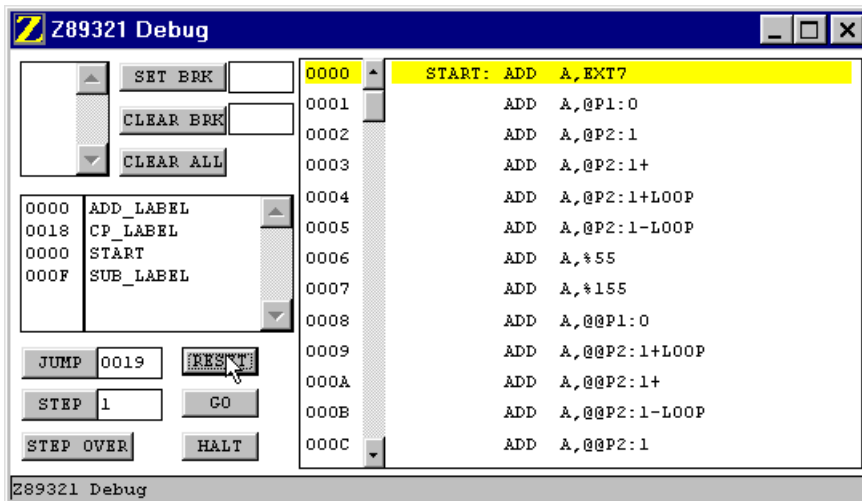 Z89321 Debug
SET BRK
CLEAR BRK
CLEAR ALL
0000 ADD_LABEL
0018 CP_LABEL
0000 START
000F SUB_LABEL
JUMP 0019 RESET
STEP 1 GO
STEP OVER HALT
0000 START: ADD A,EXT7
0001 ADD A,@P1:0
0002 ADD A,@P2:1
0003 ADD A,@P2:1+
0004 ADD A,@P2:1+LOOP
0005 ADD A,@P2:1-LOOP
0006 ADD A,%55
0007 ADD A,%155
0008 ADD A,@@P1:0
0009 ADD A,@@P2:1+LOOP
000A ADD A,@@P2:1+
000B ADD A,@@P2:1-LOOP
000C ADD A,@@P2:1
Z89321 Debug